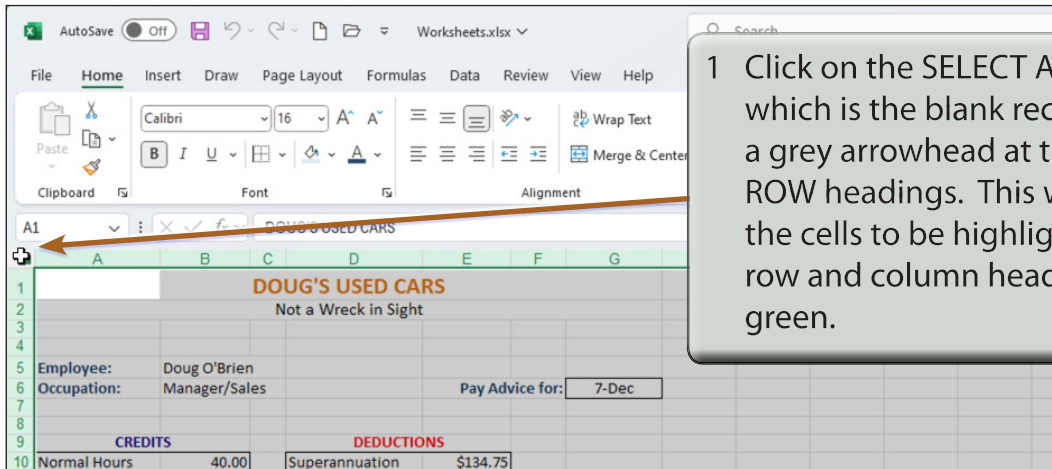 AutoSave Off Worksheets.xlsx Search
File Home Insert Draw Page Layout Formulas Data Review View Help
Calibri 16 A^ A˅ ab Wrap Text
Paste B I U A Merge & Center
Clipboard Font Alignment
A1 fx DOUG'S USED CARS
A B C D E F G
1 DOUG'S USED CARS
2 Not a Wreck in Sight
3
4
5 Employee: Doug O'Brien
6 Occupation: Manager/Sales Pay Advice for: 7-Dec
7
8
9 CREDITS DEDUCTIONS
10 Normal Hours 40.00 Superannuation $134.75
1 Click on the SELECT
which is the blank
a grey arrowhead at
ROW headings. This
the cells to be
row and column
green.